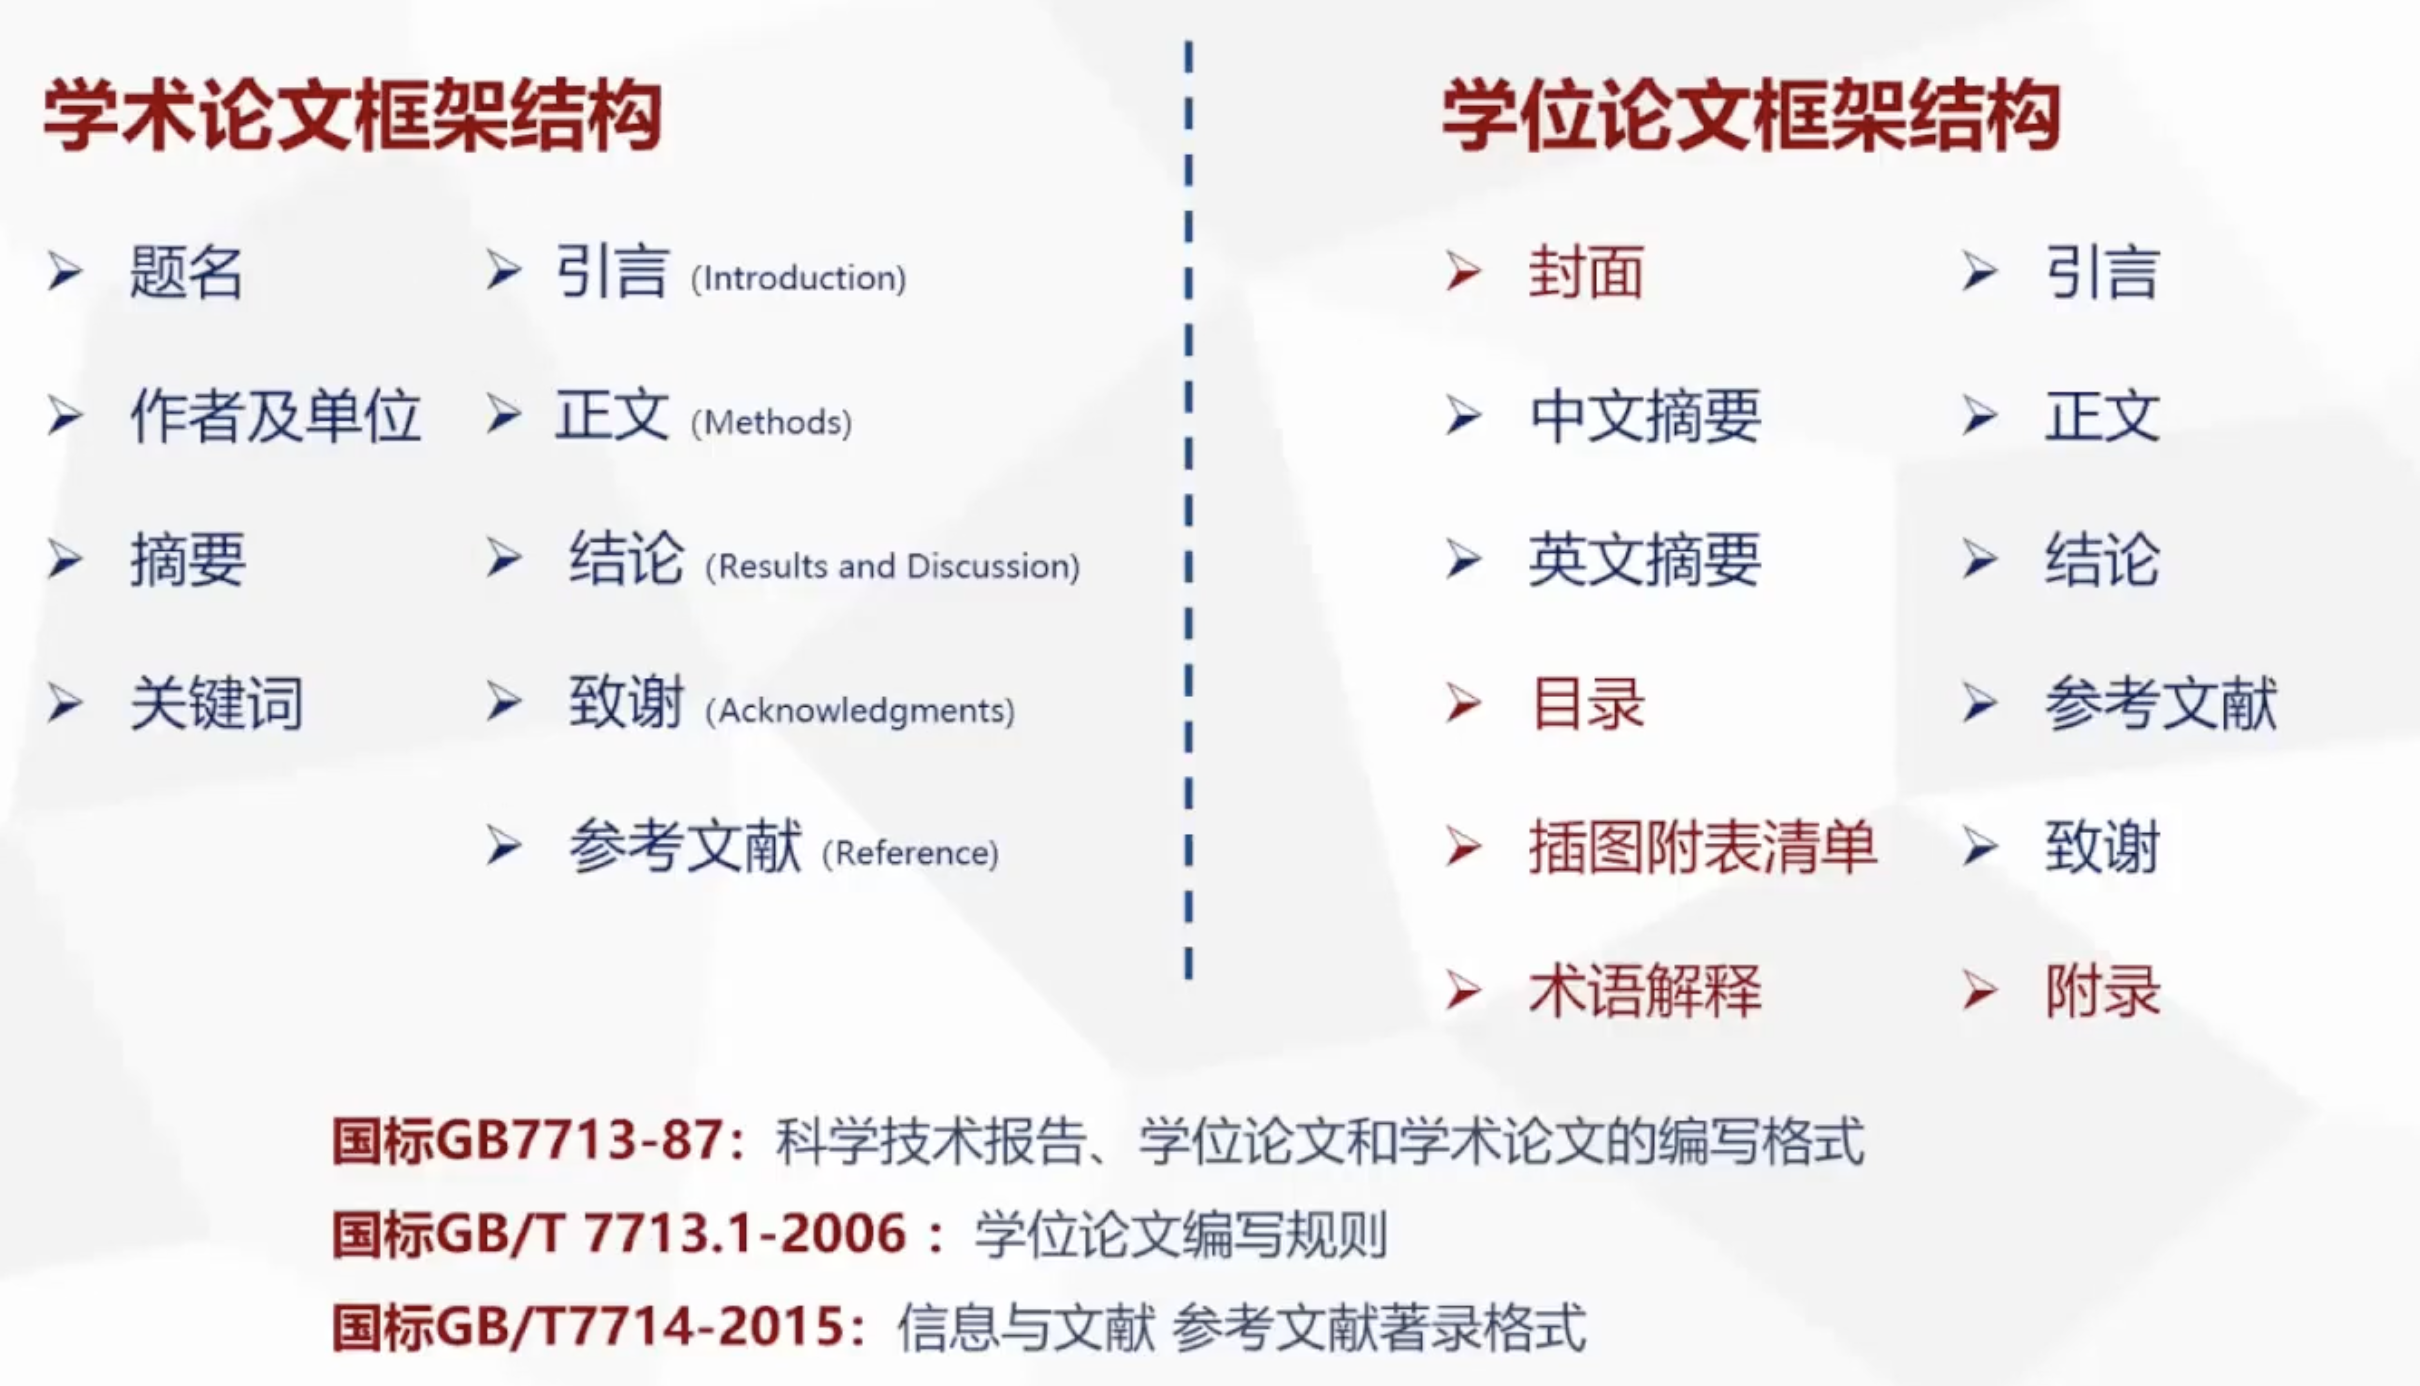 学术论文框架结构
题名
作者及单位
摘要
关键词
引言 (Introduction)
正文 (Methods)
结论 (Results and Discussion)
致谢 (Acknowledgments)
参考文献 (Reference)
学位论文框架结构
封面
中文摘要
英文摘要
目录
插图附表清单
术语解释
引言
正文
结论
参考文献
致谢
附录
国标GB7713-87：科学技术报告、学位论文和学术论文的编写格式
国标GB/T 7713.1-2006 ：学位论文编写规则
国标GB/T7714-2015：信息与文献 参考文献著录格式